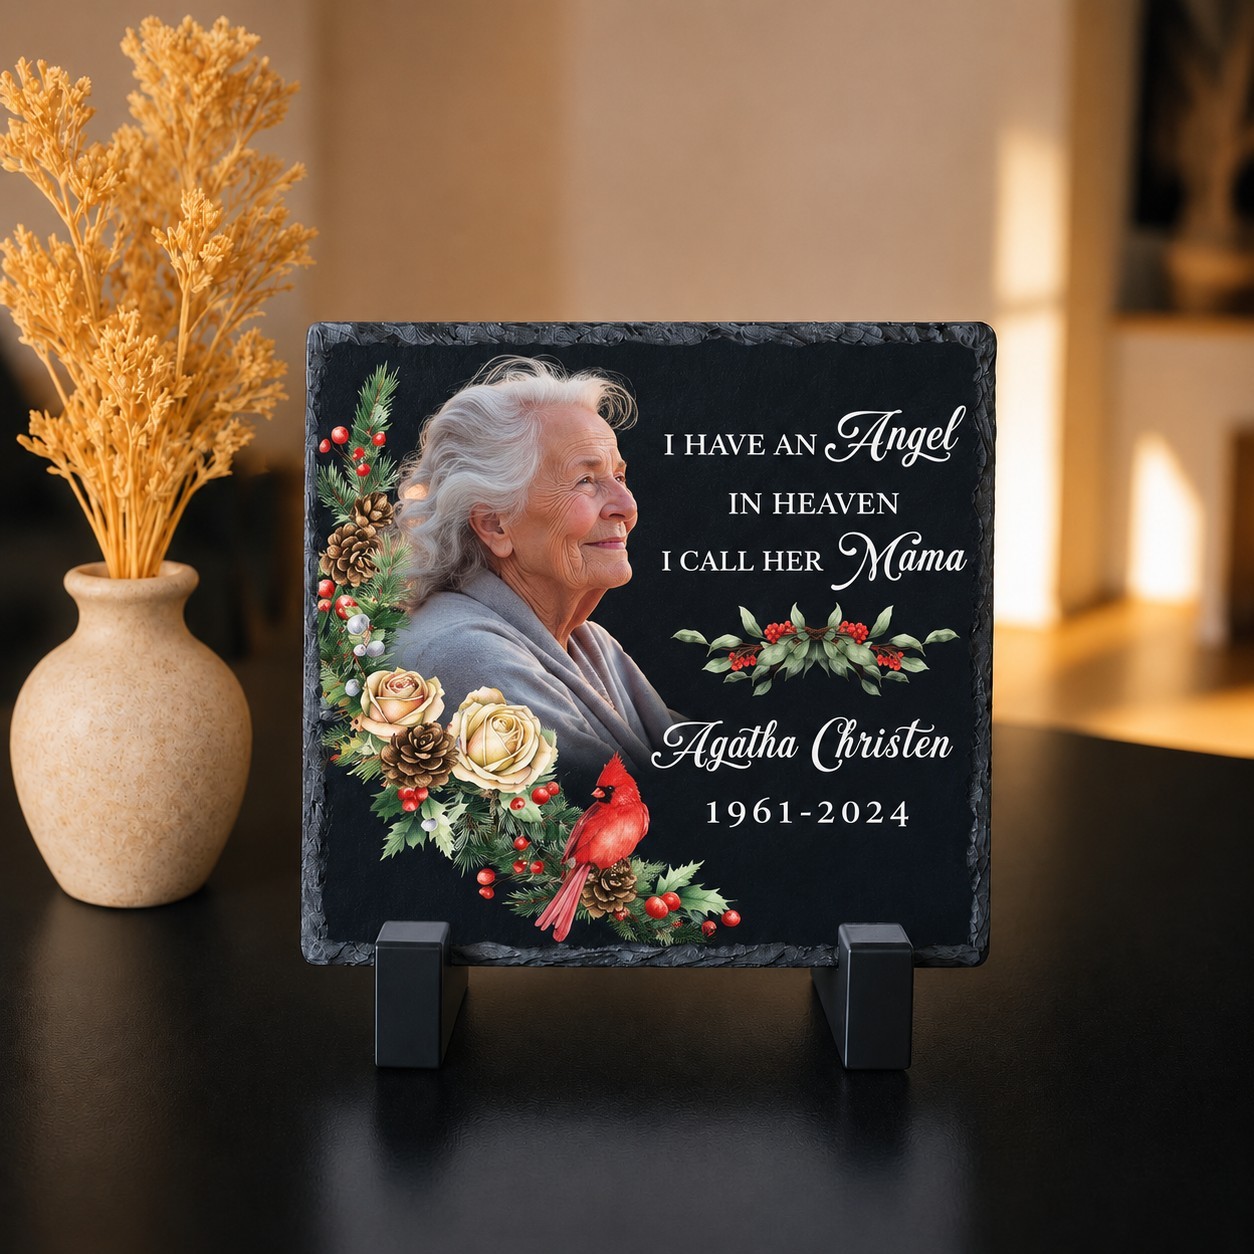 I HAVE AN Angel
IN HEAVEN
I CALL HER Mama
Agatha Christen
1961-2024